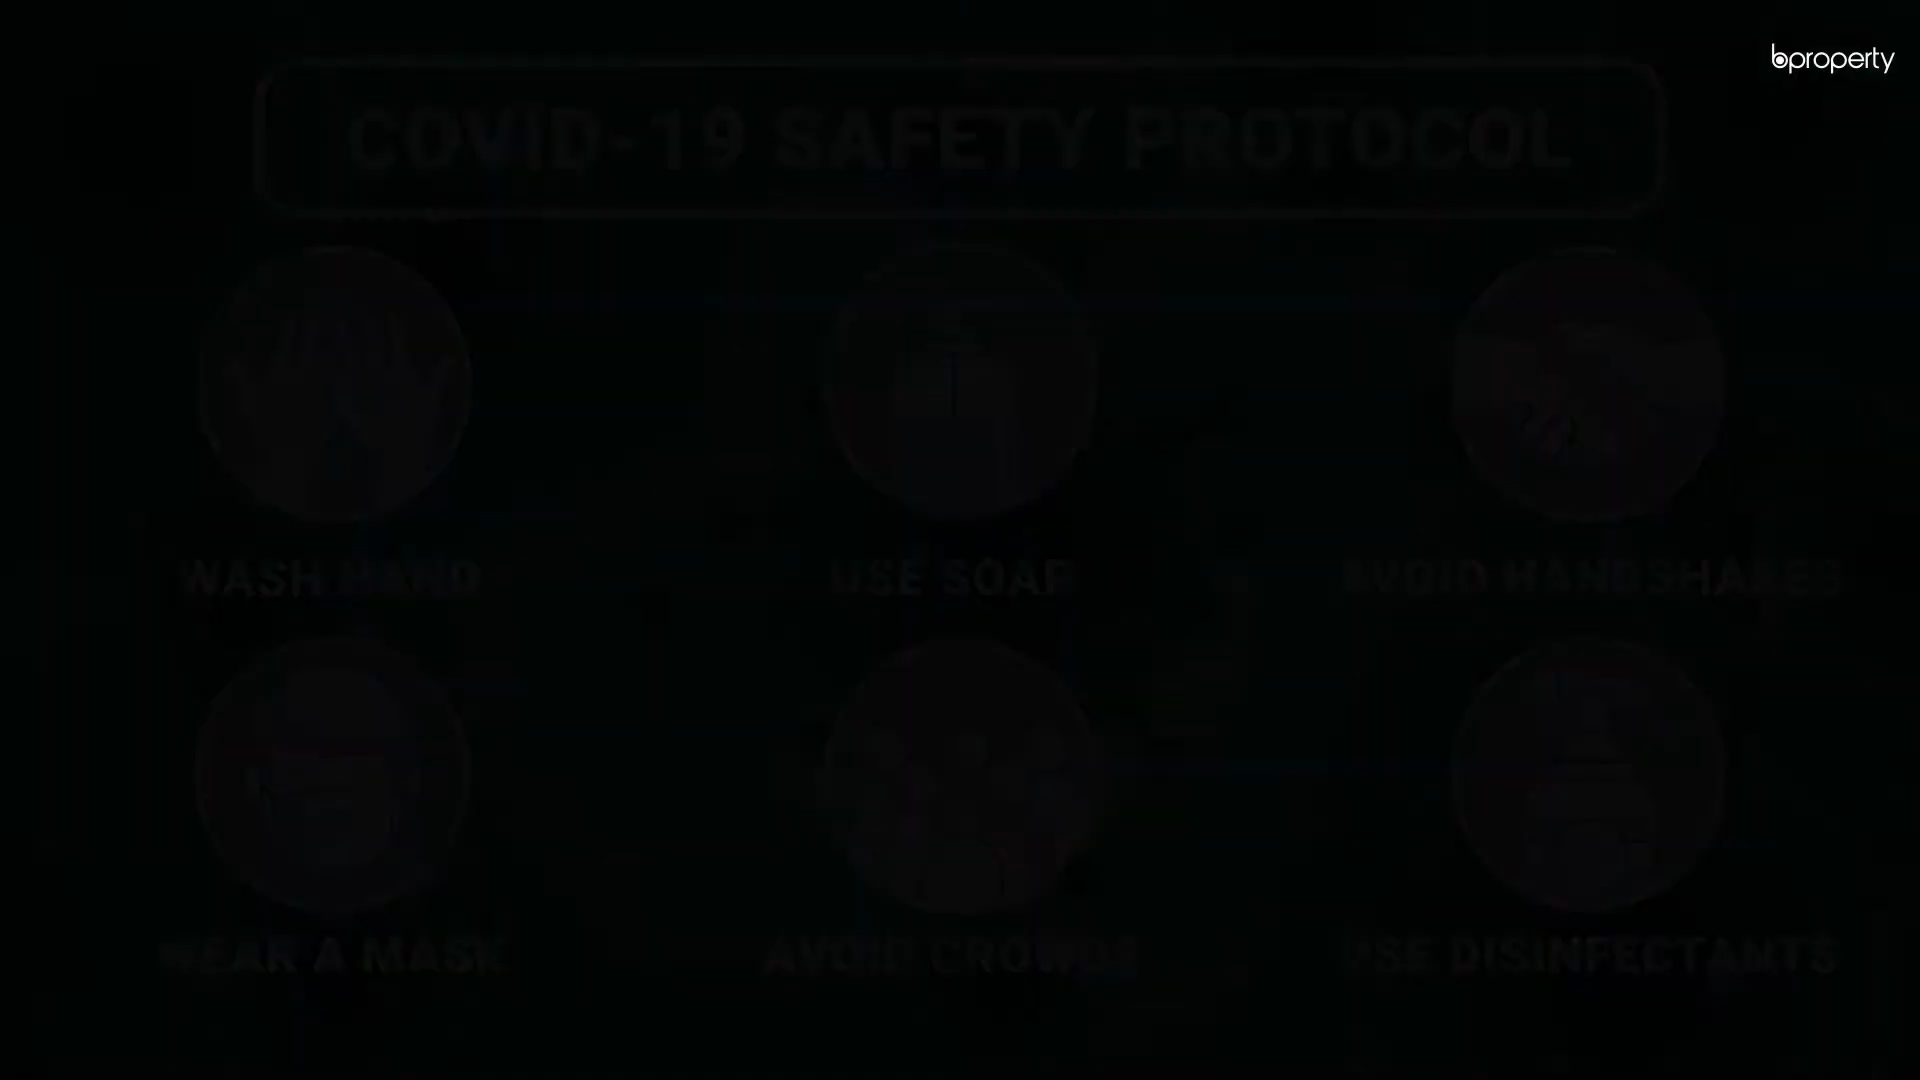 bproperty
COVID-19 SAFETY PROTOCOL
WASH HAND
USE SOAP
AVOID HANDSHAKES
WEAR A MASK
AVOID CROWDS
USE DISINFECTANTS